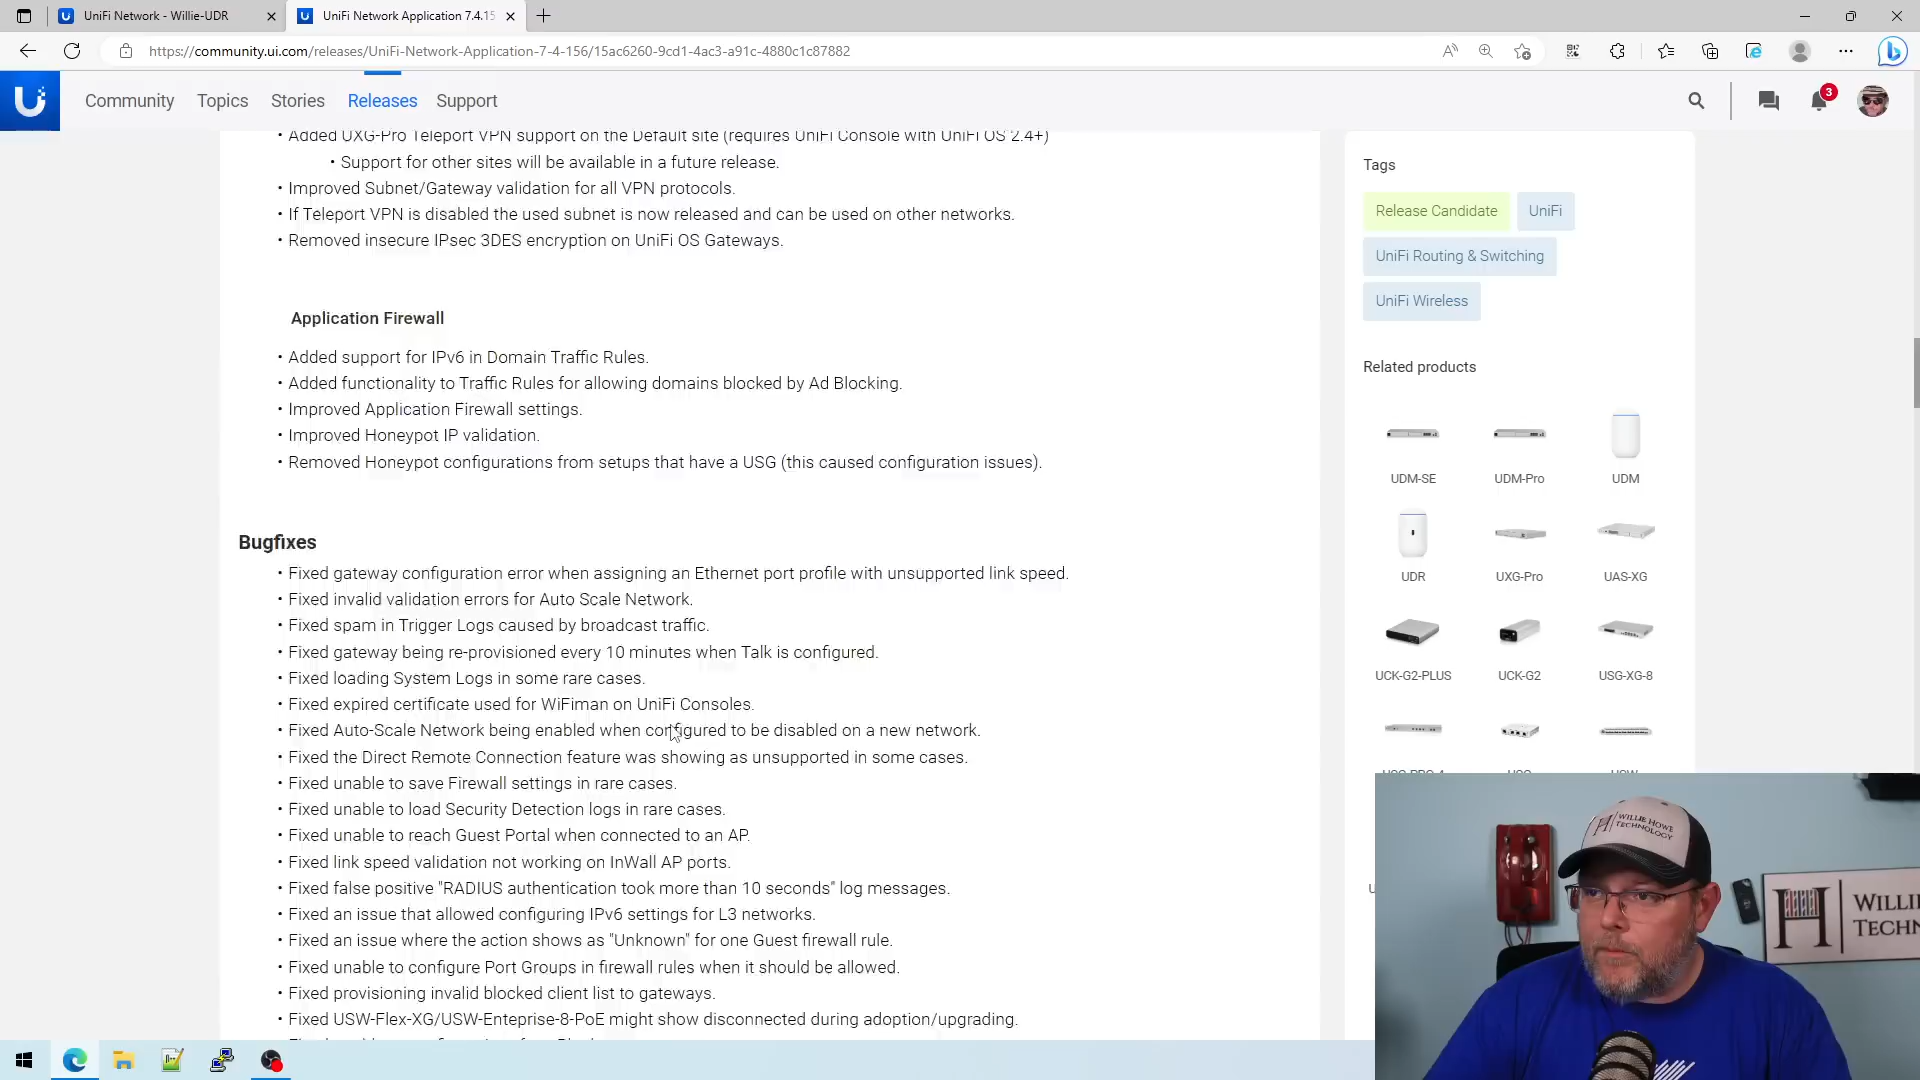 UniFi Network - Willie-UDR
UniFi Network Application 7.4.15
https://community.ui.com/releases/UniFi-Network-Application-7-4-156/15ac6260-9cd1-4ac3-a91c-4880c1c87882
Community Topics Stories Releases Support
3
• Added UXG-Pro Teleport VPN support on the Default site (requires UniFi Console with UniFi OS 2.4+)
• Support for other sites will be available in a future release.
• Improved Subnet/Gateway validation for all VPN protocols.
• If Teleport VPN is disabled the used subnet is now released and can be used on other networks.
• Removed insecure IPsec 3DES encryption on UniFi OS Gateways.
Application Firewall
• Added support for IPv6 in Domain Traffic Rules.
• Added functionality to Traffic Rules for allowing domains blocked by Ad Blocking.
• Improved Application Firewall settings.
• Improved Honeypot IP validation.
• Removed Honeypot configurations from setups that have a USG (this caused configuration issues).
Bugfixes
• Fixed gateway configuration error when assigning an Ethernet port profile with unsupported link speed.
• Fixed invalid validation errors for Auto Scale Network.
• Fixed spam in Trigger Logs caused by broadcast traffic.
• Fixed gateway being re-provisioned every 10 minutes when Talk is configured.
• Fixed loading System Logs in some rare cases.
• Fixed expired certificate used for WiFiman on UniFi Consoles.
• Fixed Auto-Scale Network being enabled when configured to be disabled on a new network.
• Fixed the Direct Remote Connection feature was showing as unsupported in some cases.
• Fixed unable to save Firewall settings in rare cases.
• Fixed unable to load Security Detection logs in rare cases.
• Fixed unable to reach Guest Portal when connected to an AP.
• Fixed link speed validation not working on InWall AP ports.
• Fixed false positive "RADIUS authentication took more than 10 seconds" log messages.
• Fixed an issue that allowed configuring IPv6 settings for L3 networks.
• Fixed an issue where the action shows as "Unknown" for one Guest firewall rule.
• Fixed unable to configure Port Groups in firewall rules when it should be allowed.
• Fixed provisioning invalid blocked client list to gateways.
• Fixed USW-Flex-XG/USW-Enteprise-8-PoE might show disconnected during adoption/upgrading.
Tags
Release Candidate UniFi
UniFi Routing & Switching
UniFi Wireless
Related products
UDM-SE UDM-Pro UDM
UDR UXG-Pro UAS-XG
UCK-G2-PLUS UCK-G2 USG-XG-8
WILLIE HOWE
TECHNOLOGY
WILLIE
TECHN